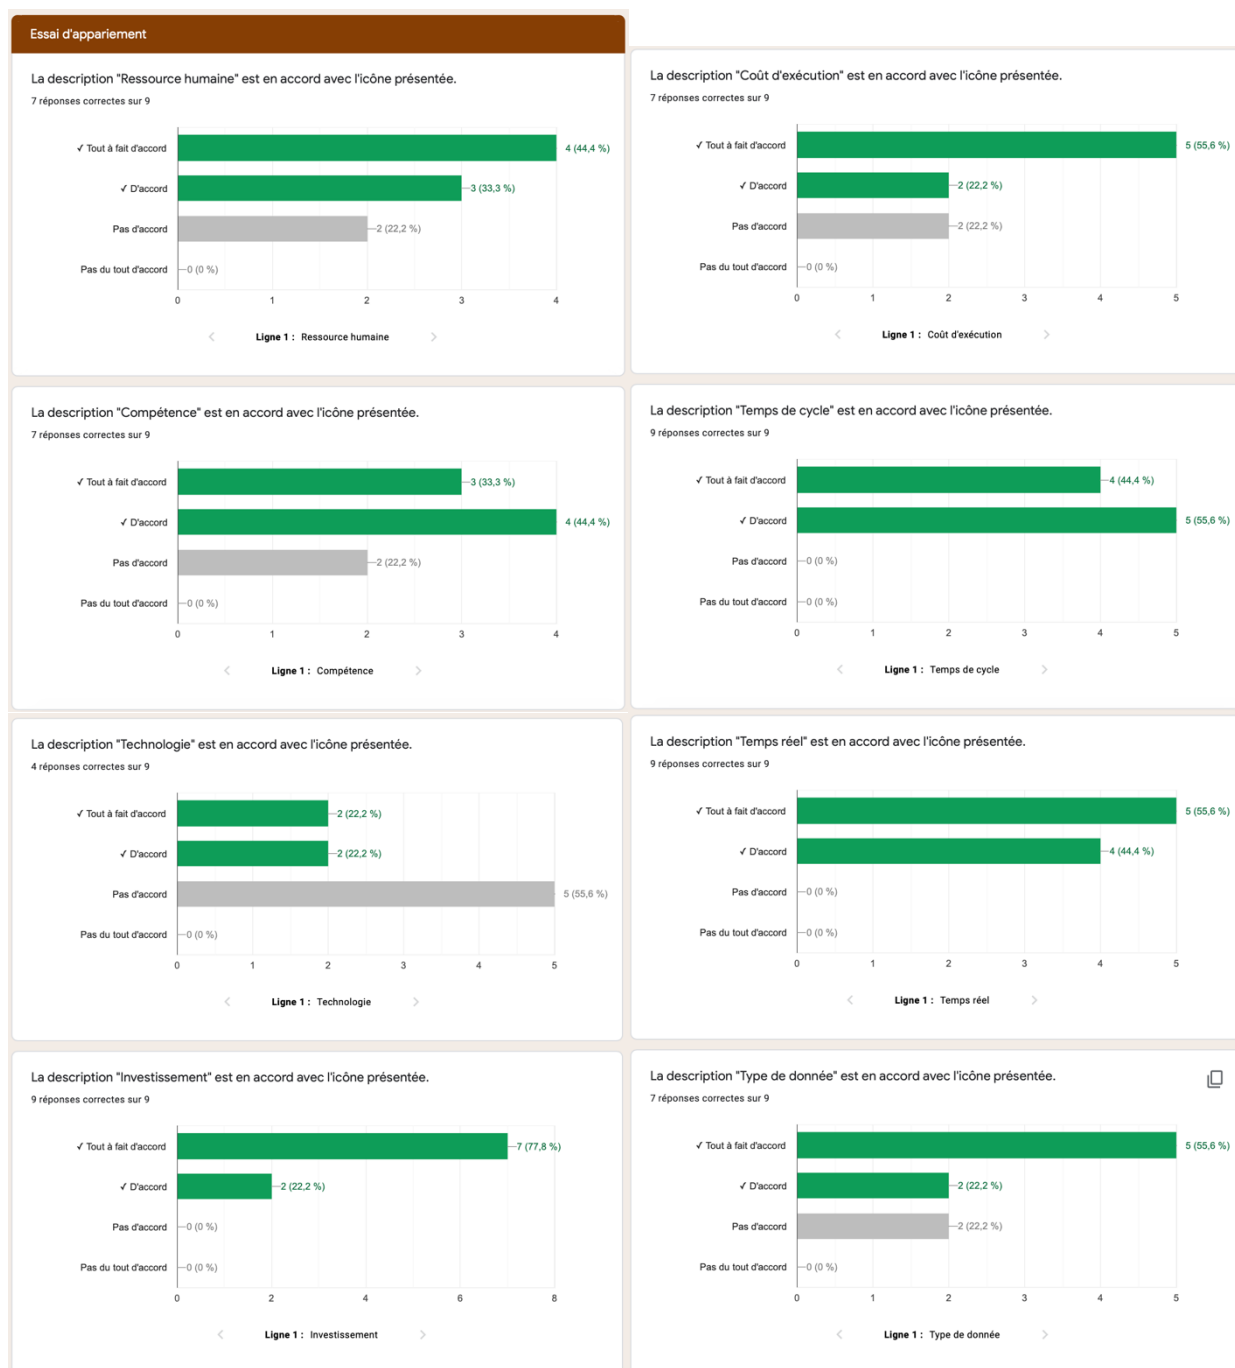 Essai d'appariement
La description "Ressource humaine" est en accord avec l'icône présentée.
7 réponses correctes sur 9
✓ Tout à fait d'accord
4 (44,4 %)
✓ D'accord
3 (33,3 %)
Pas d'accord
2 (22,2 %)
Pas du tout d'accord
0 (0 %)
0 1 2 3 4
Ligne 1 : Ressource humaine
La description "Coût d'exécution" est en accord avec l'icône présentée.
7 réponses correctes sur 9
✓ Tout à fait d'accord
5 (55,6 %)
✓ D'accord
2 (22,2 %)
Pas d'accord
2 (22,2 %)
Pas du tout d'accord
0 (0 %)
0 1 2 3 4 5
Ligne 1 : Coût d'exécution
La description "Compétence" est en accord avec l'icône présentée.
7 réponses correctes sur 9
✓ Tout à fait d'accord
3 (33,3 %)
✓ D'accord
4 (44,4 %)
Pas d'accord
2 (22,2 %)
Pas du tout d'accord
0 (0 %)
0 1 2 3 4
Ligne 1 : Compétence
La description "Temps de cycle" est en accord avec l'icône présentée.
9 réponses correctes sur 9
✓ Tout à fait d'accord
4 (44,4 %)
✓ D'accord
5 (55,6 %)
Pas d'accord
0 (0 %)
Pas du tout d'accord
0 (0 %)
0 1 2 3 4 5
Ligne 1 : Temps de cycle
La description "Technologie" est en accord avec l'icône présentée.
4 réponses correctes sur 9
✓ Tout à fait d'accord
2 (22,2 %)
✓ D'accord
2 (22,2 %)
Pas d'accord
5 (55,6 %)
Pas du tout d'accord
0 (0 %)
0 1 2 3 4 5
Ligne 1 : Technologie
La description "Temps réel" est en accord avec l'icône présentée.
9 réponses correctes sur 9
✓ Tout à fait d'accord
5 (55,6 %)
✓ D'accord
4 (44,4 %)
Pas d'accord
0 (0 %)
Pas du tout d'accord
0 (0 %)
0 1 2 3 4 5
Ligne 1 : Temps réel
La description "Investissement" est en accord avec l'icône présentée.
9 réponses correctes sur 9
✓ Tout à fait d'accord
7 (77,8 %)
✓ D'accord
2 (22,2 %)
Pas d'accord
0 (0 %)
Pas du tout d'accord
0 (0 %)
0 2 4 6 8
Ligne 1 : Investissement
La description "Type de donnée" est en accord avec l'icône présentée.
7 réponses correctes sur 9
✓ Tout à fait d'accord
5 (55,6 %)
✓ D'accord
2 (22,2 %)
Pas d'accord
2 (22,2 %)
Pas du tout d'accord
0 (0 %)
0 1 2 3 4 5
Ligne 1 : Type de donnée